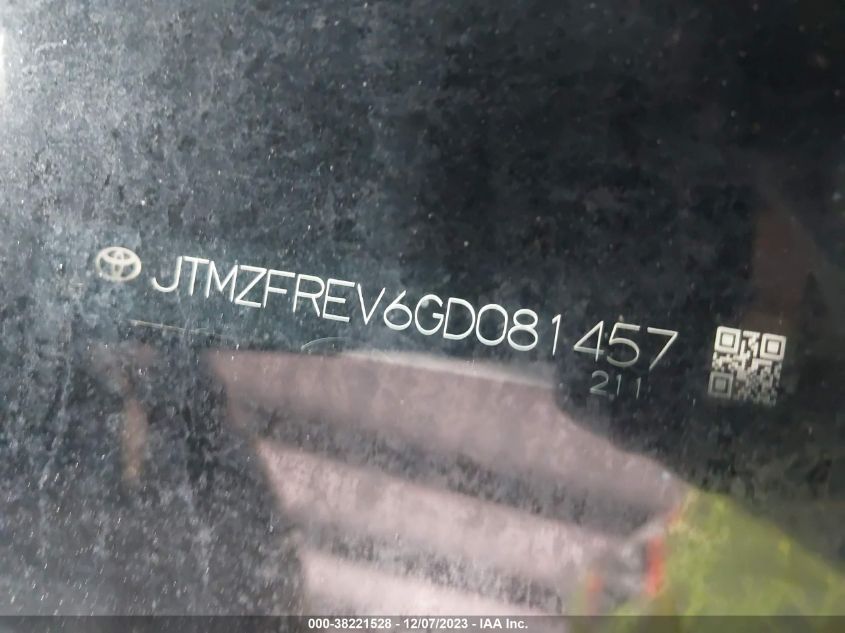 JTMZFREV6GD081457
211
000-38221528 - 12/07/2023 - IAA Inc.